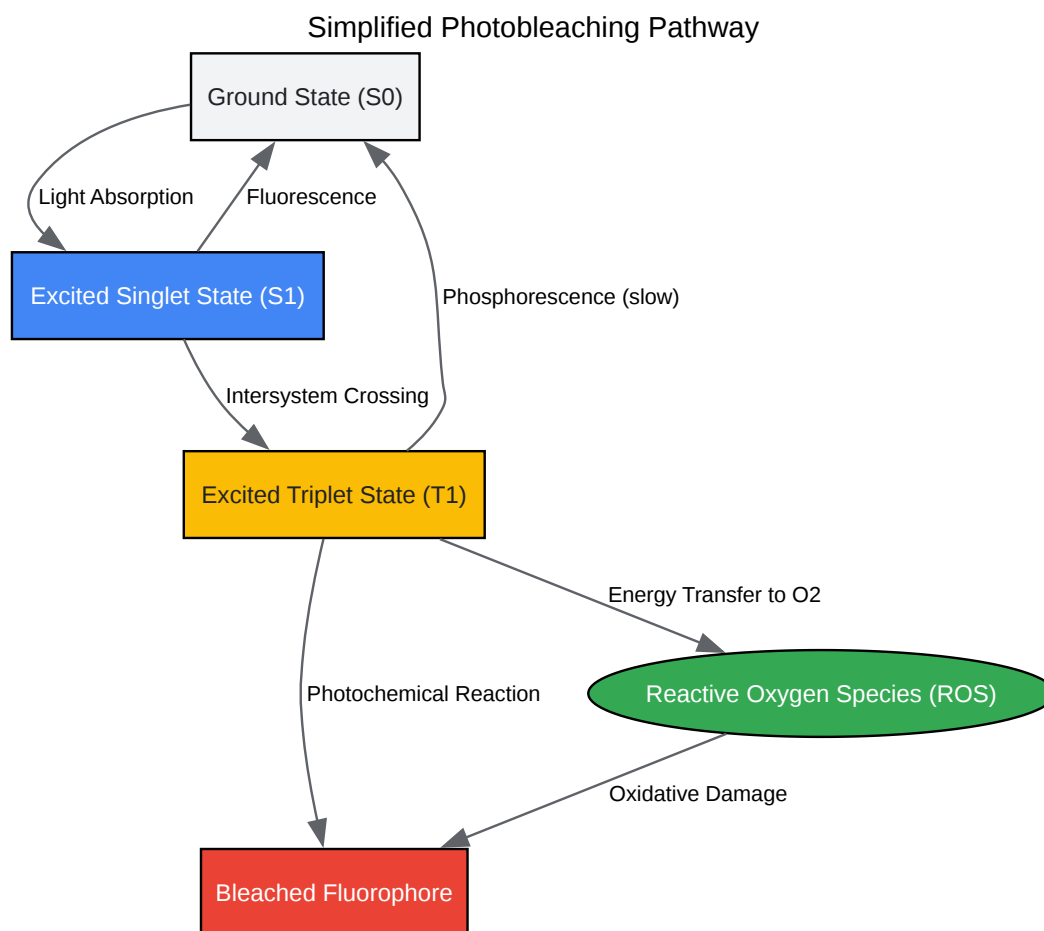 Simplified Photobleaching Pathway
Ground State (S0)
Light Absorption
Fluorescence
Excited Singlet State (S1)
Phosphorescence (slow)
Intersystem Crossing
Excited Triplet State (T1)
Energy Transfer to O2
Photochemical Reaction
Reactive Oxygen Species (ROS)
Oxidative Damage
Bleached Fluorophore